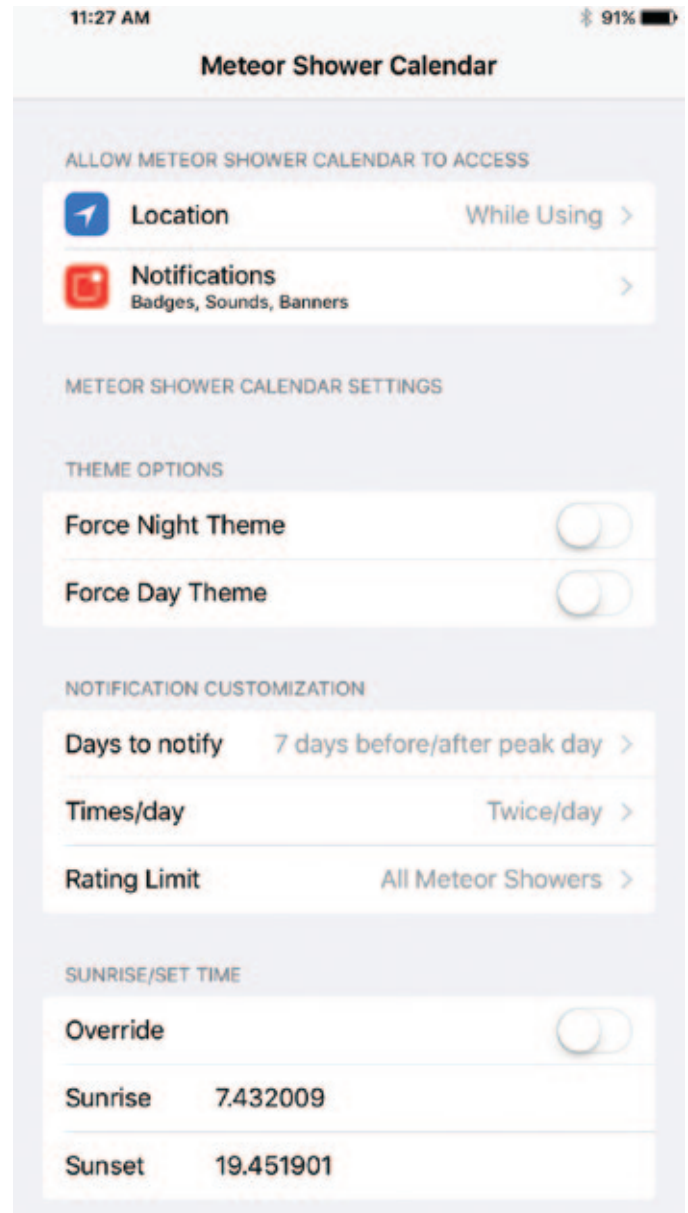 11:27 AM 91%
Meteor Shower Calendar
ALLOW METEOR SHOWER CALENDAR TO ACCESS
Location While Using
Notifications
Badges, Sounds, Banners
METEOR SHOWER CALENDAR SETTINGS
THEME OPTIONS
Force Night Theme
Force Day Theme
NOTIFICATION CUSTOMIZATION
Days to notify 7 days before/after peak day
Times/day Twice/day
Rating Limit All Meteor Showers
SUNRISE/SET TIME
Override
Sunrise 7.432009
Sunset 19.451901